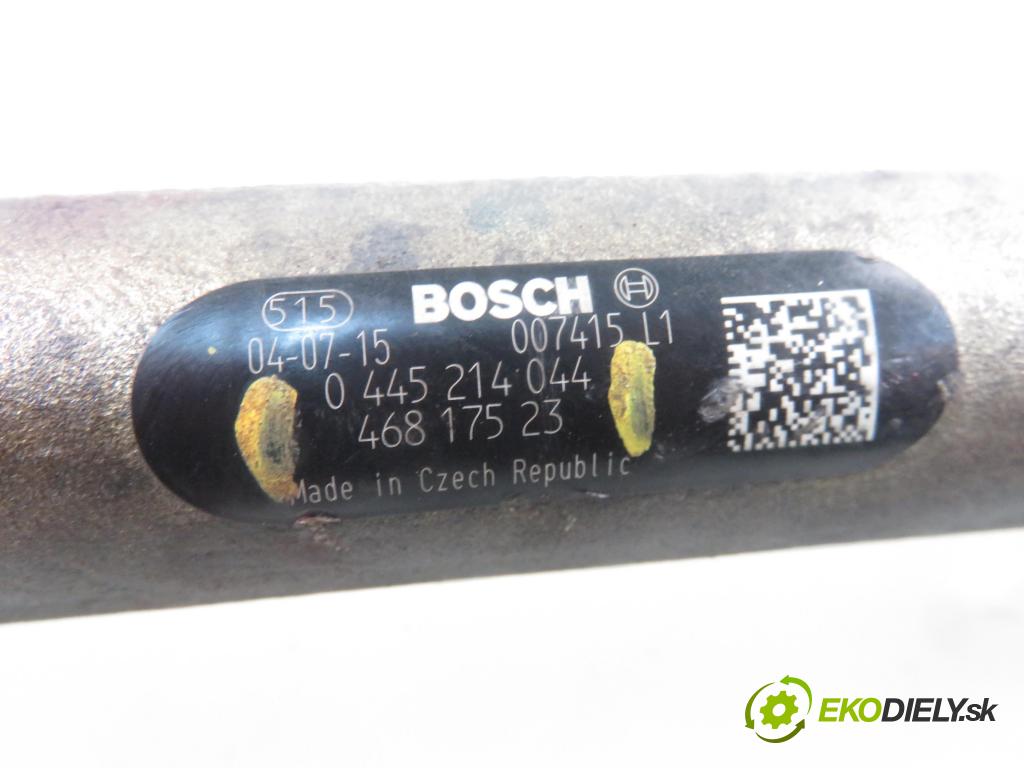 515 BOSCH
04-07-15 007415 L1
0 445 214 044
468 175 23
Made in Czech Republic
EKODIELY.sk